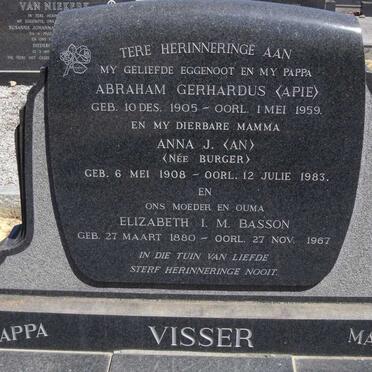 VAN NIEKERK
TERE HERINNERINGE AAN
MY GELIEFDE EGGENOOT EN MY PAPPA
ABRAHAM GERHARDUS (APIE)
GEB. 10 DES. 1905 – OORL. 1 MEI 1959.
EN MY DIERBARE MAMMA
ANNA J. (AN)
(NÉE BURGER)
GEB. 6 MEI 1908 – OORL. 12 JULIE 1983.
EN
ONS MOEDER EN OUMA
ELIZABETH I. M. BASSON
GEB. 27 MAART 1880 – OORL. 27 NOV. 1967
IN DIE TUIN VAN LIEFDE
STERF HERINNERINGE NOOIT.
APPA VISSER MA